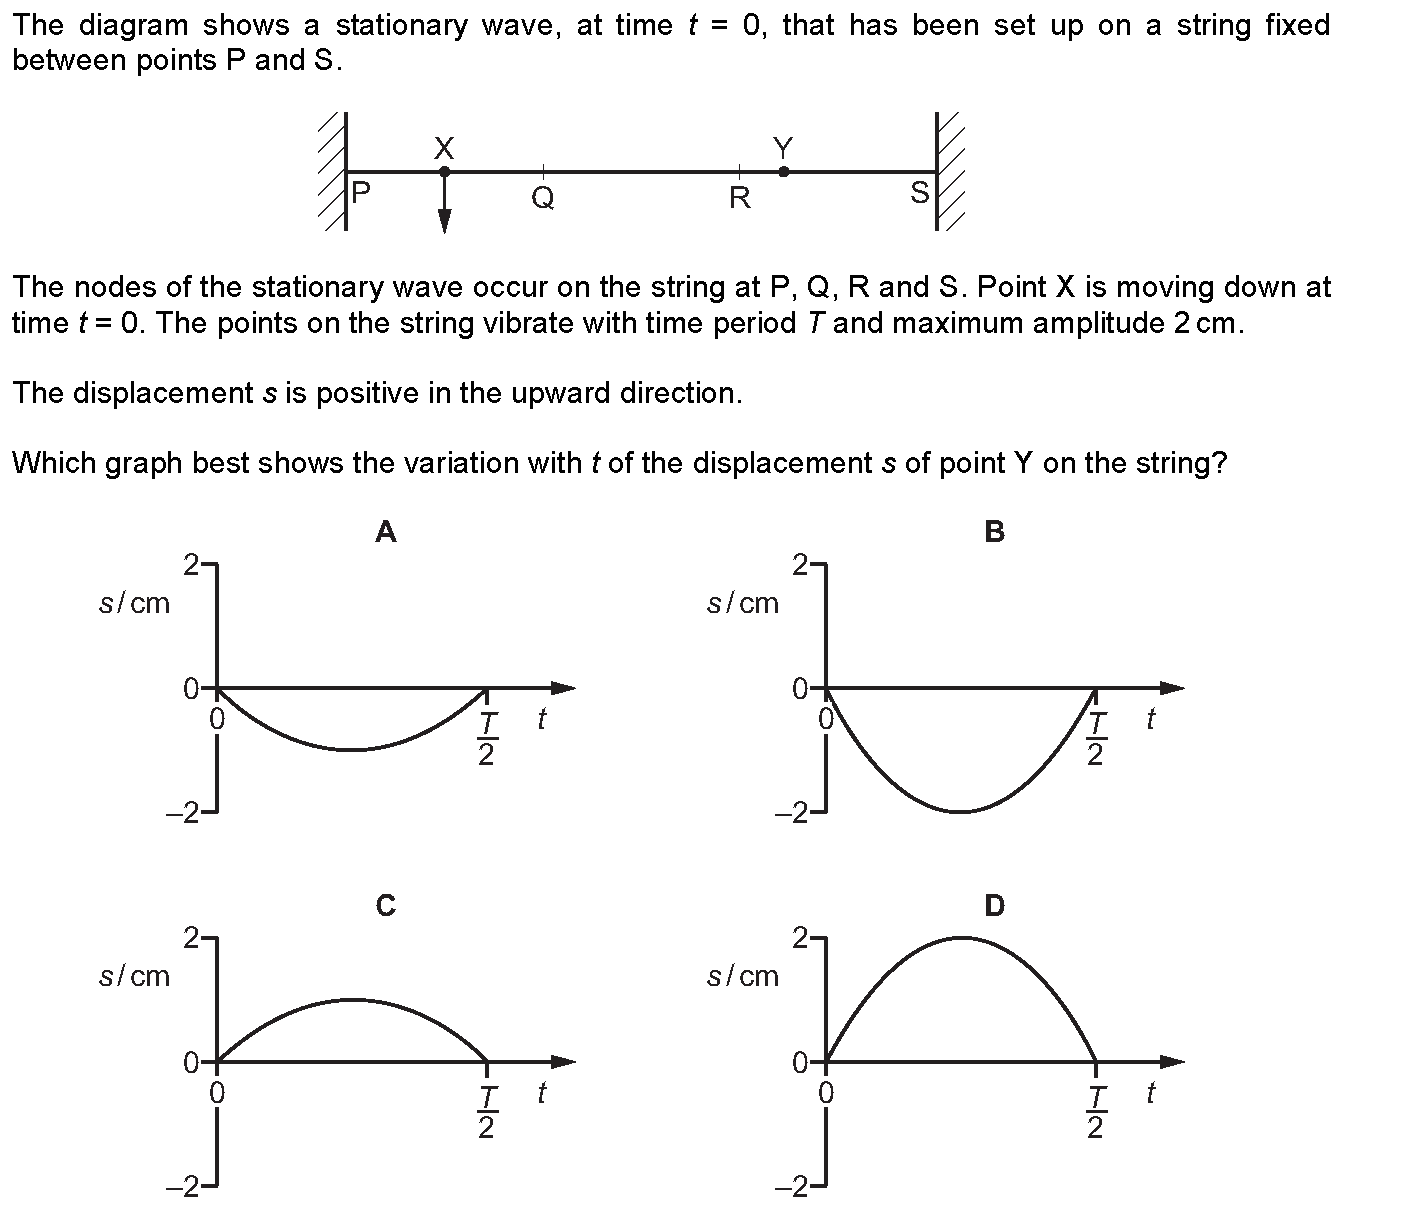 The diagram shows a stationary wave, at time t = 0, that has been set up on a string fixed
between points P and S.
X
Y
P
Q
R
S
The nodes of the stationary wave occur on the string at P, Q, R and S. Point X is moving down at
time t = 0. The points on the string vibrate with time period T and maximum amplitude 2 cm.
The displacement s is positive in the upward direction.
Which graph best shows the variation with t of the displacement s of point Y on the string?
A
2
s / cm
0
0
T
2
t
–2
B
2
s / cm
0
0
T
2
t
–2
C
2
s / cm
0
0
T
2
t
–2
D
2
s / cm
0
0
T
2
t
–2